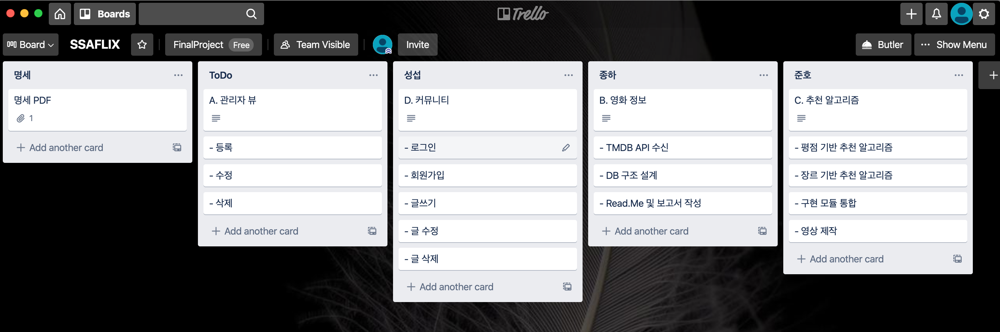 Boards
Trello
Board
SSAFLIX
FinalProject Free
Team Visible
Invite
Butler
Show Menu
명세
명세 PDF
1
Add another card
ToDo
A. 관리자 뷰
- 등록
- 수정
- 삭제
Add another card
성섭
D. 커뮤니티
- 로그인
- 회원가입
- 글쓰기
- 글 수정
- 글 삭제
Add another card
종하
B. 영화 정보
- TMDB API 수신
- DB 구조 설계
- Read.Me 및 보고서 작성
Add another card
준호
C. 추천 알고리즘
- 평점 기반 추천 알고리즘
- 장르 기반 추천 알고리즘
- 구현 모듈 통합
- 영상 제작
Add another card